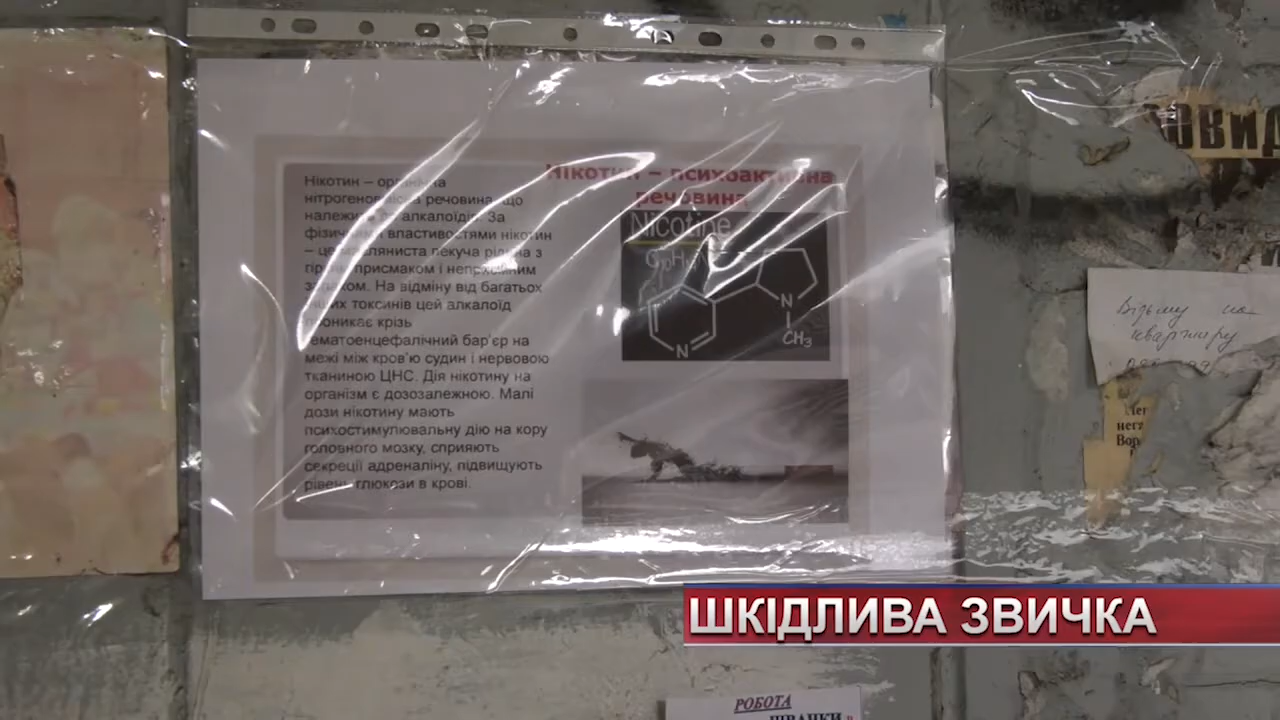 Нікотин – психоактивна
речовина
Нікотин – органічна
нітрогеновмісна речовина, що
належить до алкалоїдів. За
фізичними властивостями нікотин
– це масляниста пекуча рідина з
гірким присмаком і неприємним
запахом. На відміну від багатьох
інших токсинів цей алкалоїд
проникає крізь
гематоенцефалічний бар'єр на
межі між кров'ю судин і нервовою
тканиною ЦНС. Дія нікотину на
організм є дозозалежною. Малі
дози нікотину мають
психостимулювальну дію на кору
головного мозку, сприяють
секреції адреналіну, підвищують
рівень глюкози в крові.
Nicotine
N
N
CH3
ОВИД
Візьму на
квартиру
ШКІДЛИВА ЗВИЧКА
РОБОТА
ШВАЧКИ